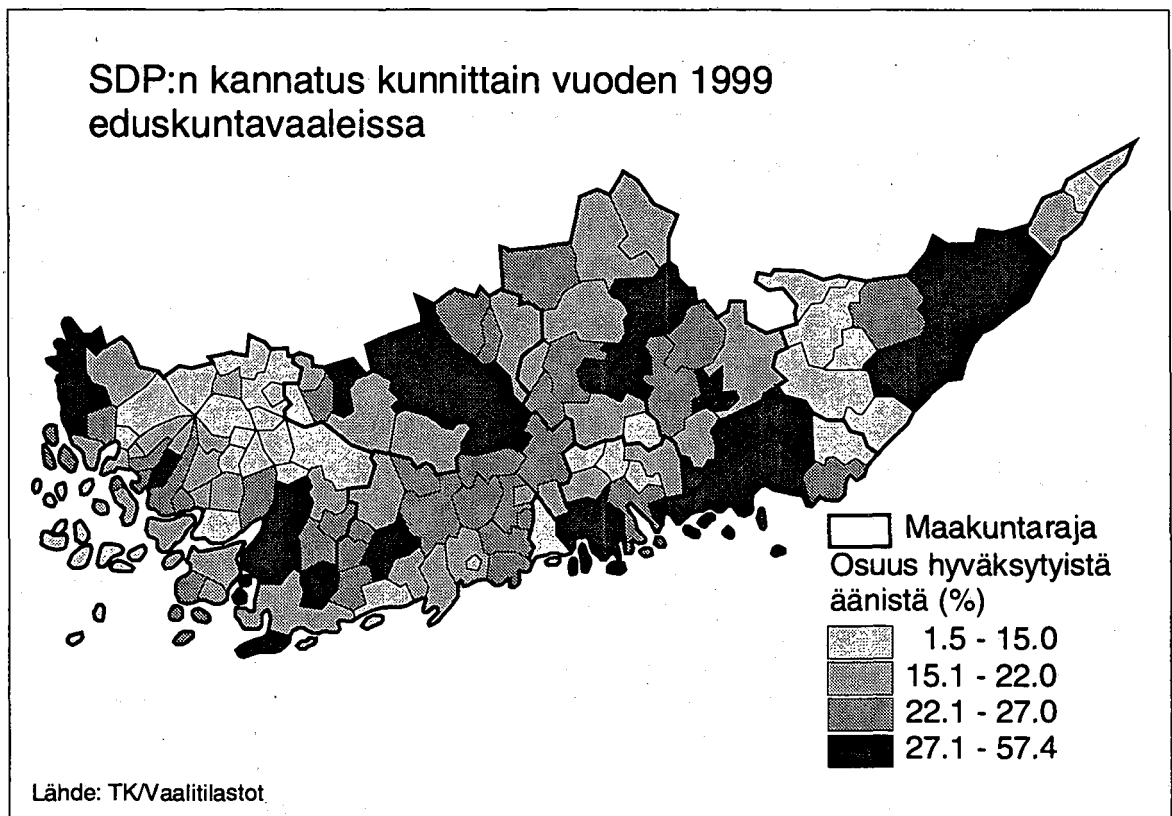 SDP:n kannatus kunnittain vuoden 1999
eduskuntavaaleissa
Maakuntaraja
Osuus hyväksytyistä
äänistä (%)
1.5 - 15.0
15.1 - 22.0
22.1 - 27.0
27.1 - 57.4
Lähde: TK/Vaalitilastot